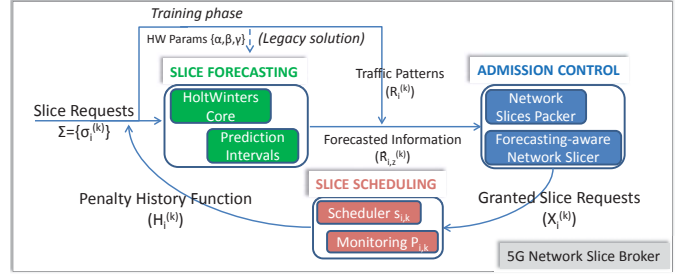 Training phase
HW Params {α,β,γ}
(Legacy solution)
SLICE FORECASTING
Traffic Patterns
(Rᵢ⁽ᵏ⁾)
ADMISSION CONTROL
Slice Requests
Σ={σᵢ⁽ᵏ⁾}
HoltWinters
Core
Prediction
Intervals
Forecasted Information
(R̂ᵢ,z⁽ᵏ⁾)
Network
Slices Packer
Forecasting-aware
Network Slicer
Penalty History Function
(Hᵢ⁽ᵏ⁾)
SLICE SCHEDULING
Scheduler sᵢ,ₖ
Monitoring Pᵢ,ₖ
Granted Slice Requests
(Xᵢ⁽ᵏ⁾)
5G Network Slice Broker